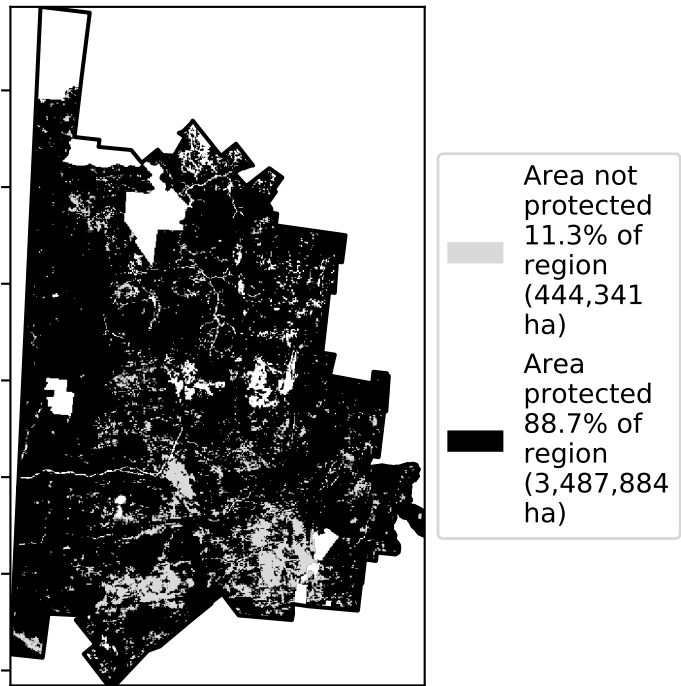 Area not
protected
11.3% of
region
(444,341
ha)
Area
protected
88.7% of
region
(3,487,884
ha)